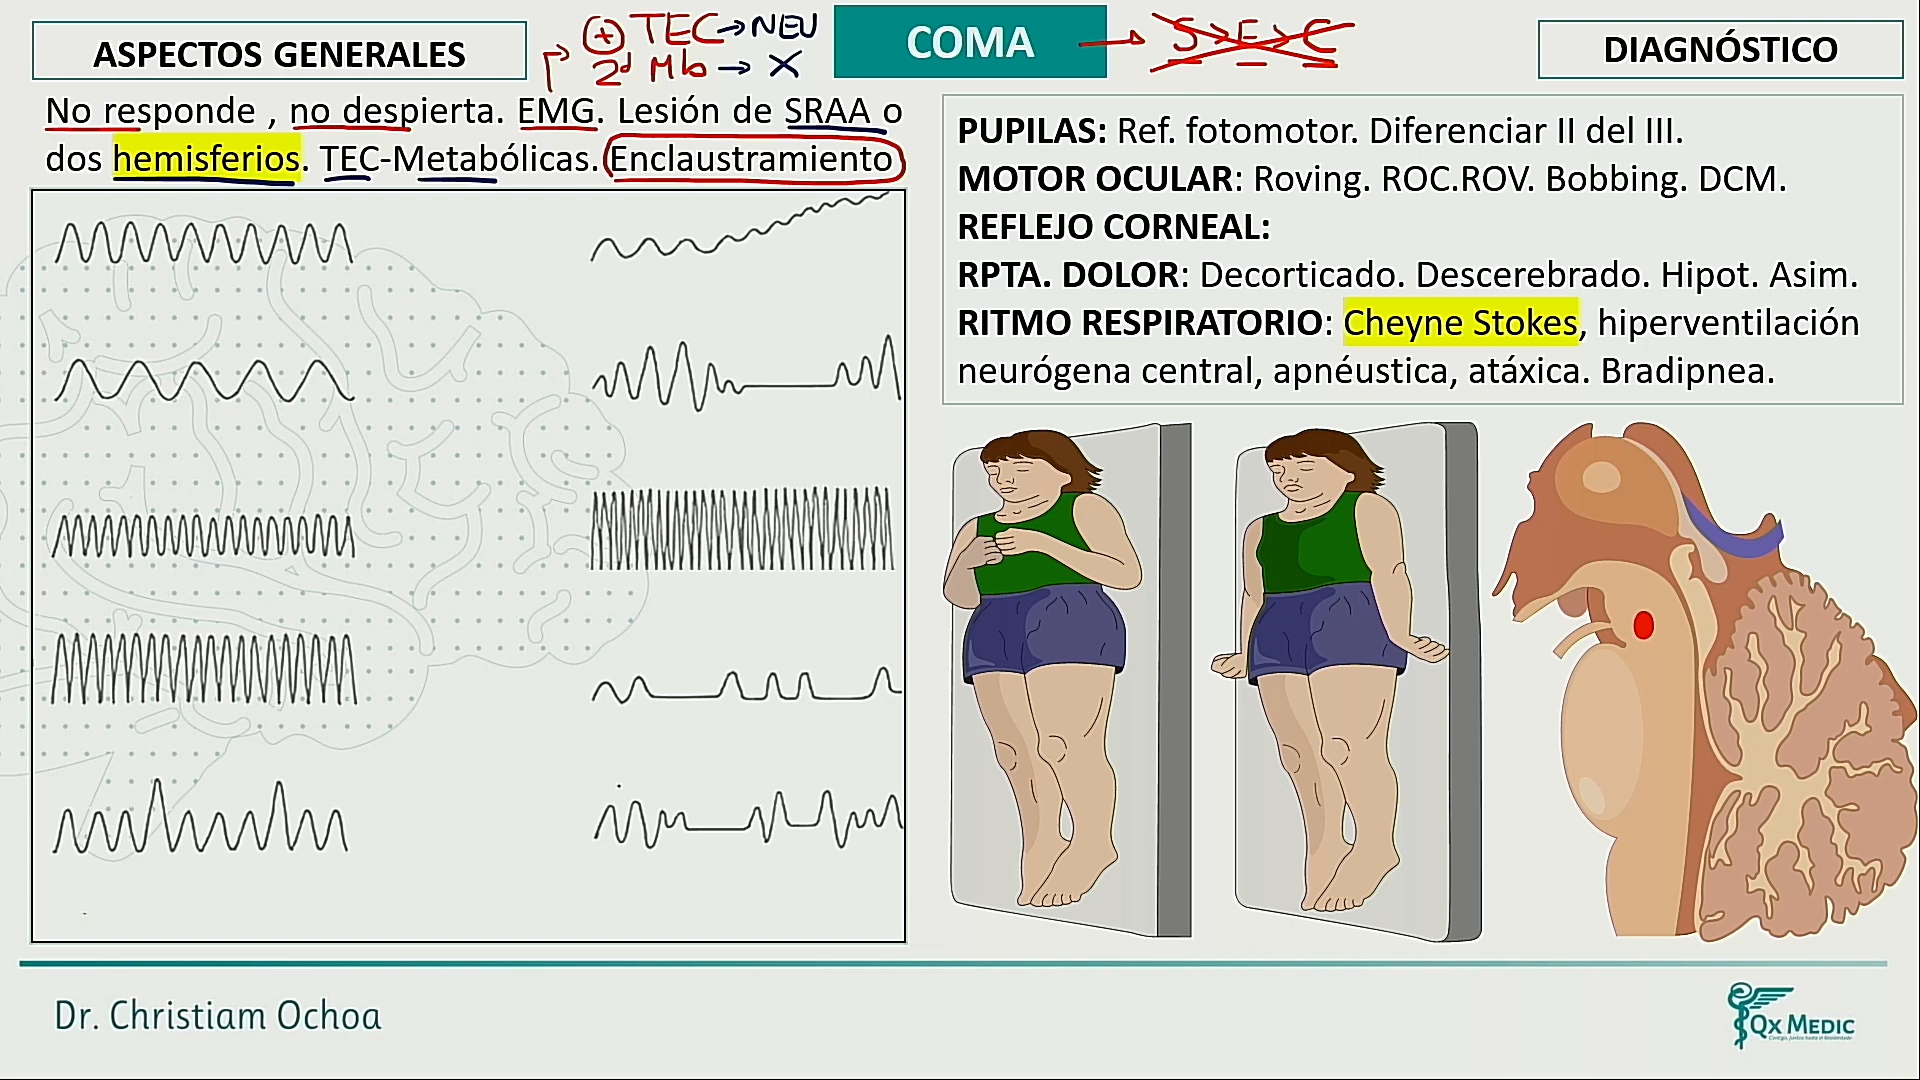 ASPECTOS GENERALES
(+) TEC → NEU
2d Mb → X
COMA
S > E > C
DIAGNÓSTICO
No responde , no despierta. EMG. Lesión de SRAA o
dos hemisferios. TEC-Metabólicas. Enclaustramiento
PUPILAS: Ref. fotomotor. Diferenciar II del III.
MOTOR OCULAR: Roving. ROC.ROV. Bobbing. DCM.
REFLEJO CORNEAL:
RPTA. DOLOR: Decorticado. Descerebrado. Hipot. Asim.
RITMO RESPIRATORIO: Cheyne Stokes, hiperventilación
neurógena central, apnéustica, atáxica. Bradipnea.
Dr. Christiam Ochoa
Qx MEDIC